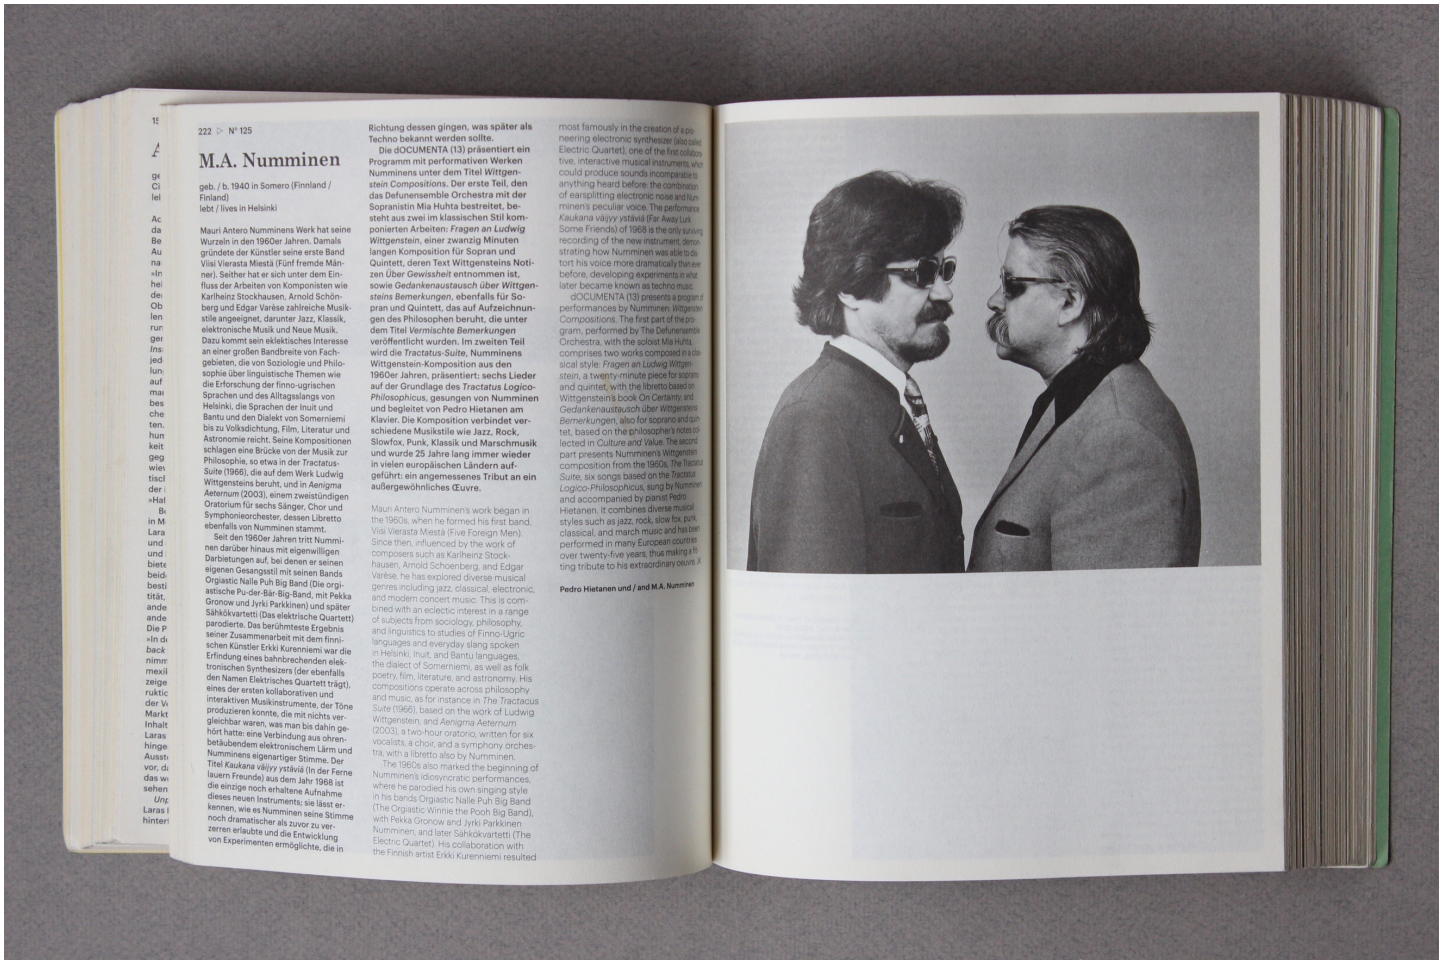 222 ▷ N° 125
M.A. Numminen
geb. / b. 1940 in Somero (Finnland /
Finland)
lebt / lives in Helsinki
Mauri Antero Numminens Werk hat seine
Wurzeln in den 1960er Jahren. Damals
gründete der Künstler seine erste Band
Viisi Vierasta Miestä (Fünf fremde Män-
ner). Seither hat er sich unter dem Ein-
fluss der Arbeiten von Komponisten wie
Karlheinz Stockhausen, Arnold Schön-
berg und Edgar Varèse zahlreiche Musik-
stile angeeignet, darunter Jazz, Klassik,
elektronische Musik und Neue Musik.
Dazu kommt sein eklektisches Interesse
an einer großen Bandbreite von Fach-
gebieten, die von Soziologie und Philo-
sophie über linguistische Themen wie
die Erforschung der finno-ugrischen
Sprachen und des Alltagsslangs von
Helsinki, die Sprachen der Inuit und
Bantu und den Dialekt von Somerniemi
bis zu Volksdichtung, Film, Literatur und
Astronomie reicht. Seine Kompositionen
schlagen eine Brücke von der Musik zur
Philosophie, so etwa in der Tractatus-
Suite (1966), die auf dem Werk Ludwig
Wittgensteins beruht, und in Aenigma
Aeternum (2003), einem zweistündigen
Oratorium für sechs Sänger, Chor und
Symphonieorchester, dessen Libretto
ebenfalls von Numminen stammt.
Seit den 1960er Jahren tritt Nummi-
nen darüber hinaus mit eigenwilligen
Darbietungen auf, bei denen er seinen
eigenen Gesangsstil mit seinen Bands
Orgiastic Nalle Puh Big Band (Die orgi-
astische Pu-der-Bär-Big-Band, mit Pekka
Gronow und Jyrki Parkkinen) und später
Sähkökvartetti (Das elektrische Quartett)
parodierte. Das berühmteste Ergebnis
seiner Zusammenarbeit mit dem finni-
schen Künstler Erkki Kurenniemi war die
Erfindung eines bahnbrechenden elek-
tronischen Synthesizers (der ebenfalls
den Namen Elektrisches Quartett trägt),
eines der ersten kollaborativen und
interaktiven Musikinstrumente, der Töne
produzieren konnte, die mit nichts ver-
gleichbar waren, was man bis dahin ge-
hört hatte: eine Verbindung aus ohren-
betäubendem elektronischem Lärm und
Numminens eigenartiger Stimme. Der
Titel Kaukana väijyy ystäviä (In der Ferne
lauern Freunde) aus dem Jahr 1968 ist
die einzige noch erhaltene Aufnahme
dieses neuen Instruments; sie lässt er-
kennen, wie es Numminen seine Stimme
noch dramatischer als zuvor zu ver-
zerren erlaubte und die Entwicklung
von Experimenten ermöglichte, die in
Richtung dessen gingen, was später als
Techno bekannt werden sollte.
Die dOCUMENTA (13) präsentiert ein
Programm mit performativen Werken
Numminens unter dem Titel Wittgen-
stein Compositions. Der erste Teil, den
das Defunensemble Orchestra mit der
Sopranistin Mia Huhta bestreitet, be-
steht aus zwei im klassischen Stil kom-
ponierten Arbeiten: Fragen an Ludwig
Wittgenstein, einer zwanzig Minuten
langen Komposition für Sopran und
Quintett, deren Text Wittgensteins Noti-
zen Über Gewissheit entnommen ist,
sowie Gedankenaustausch über Wittgen-
steins Bemerkungen, ebenfalls für So-
pran und Quintett, das auf Aufzeichnun-
gen des Philosophen beruht, die unter
dem Titel Vermischte Bemerkungen
veröffentlicht wurden. Im zweiten Teil
wird die Tractatus-Suite, Numminens
Wittgenstein-Komposition aus den
1960er Jahren, präsentiert: sechs Lieder
auf der Grundlage des Tractatus Logico-
Philosophicus, gesungen von Numminen
und begleitet von Pedro Hietanen am
Klavier. Die Komposition verbindet ver-
schiedene Musikstile wie Jazz, Rock,
Slowfox, Punk, Klassik und Marschmusik
und wurde 25 Jahre lang immer wieder
in vielen europäischen Ländern auf-
geführt: ein angemessenes Tribut an ein
außergewöhnliches Œuvre.
Mauri Antero Numminen's work began in
the 1960s, when he formed his first band,
Viisi Vierasta Miestä (Five Foreign Men).
Since then, influenced by the work of
composers such as Karlheinz Stock-
hausen, Arnold Schoenberg, and Edgar
Varèse, he has explored diverse musical
genres including jazz, classical, electronic,
and modern concert music. This is com-
bined with an eclectic interest in a range
of subjects from sociology, philosophy,
and linguistics to studies of Finno-Ugric
languages and everyday slang spoken
in Helsinki, Inuit, and Bantu languages,
the dialect of Somerniemi, as well as folk
poetry, film, literature, and astronomy. His
compositions operate across philosophy
and music, as for instance in The Tractacus
Suite (1966), based on the work of Ludwig
Wittgenstein, and Aenigma Aeternum
(2003), a two-hour oratorio, written for six
vocalists, a choir, and a symphony orches-
tra, with a libretto also by Numminen.
The 1960s also marked the beginning of
Numminen's idiosyncratic performances,
where he parodied his own singing style
in his bands Orgiastic Nalle Puh Big Band
(The Orgiastic Winnie the Pooh Big Band),
with Pekka Gronow and Jyrki Parkkinen
Numminen, and later Sähkökvartetti (The
Electric Quartet). His collaboration with
the Finnish artist Erkki Kurenniemi resulted
most famously in the creation of a pio-
neering electronic synthesizer (also called
Electric Quartet), one of the first collabora-
tive, interactive musical instruments, which
could produce sounds incomparable to
anything heard before: the combination
of earsplitting electronic noise and Num-
minen's peculiar voice. The performance
Kaukana väijyy ystäviä (Far Away Lurk
Some Friends) of 1968 is the only surviving
recording of the new instrument, demon-
strating how Numminen was able to dis-
tort his voice more dramatically than ever
before, developing experiments in what
later became known as techno music.
dOCUMENTA (13) presents a program of
performances by Numminen: Wittgenstein
Compositions. The first part of the pro-
gram, performed by The Defunensemble
Orchestra, with the soloist Mia Huhta,
comprises two works composed in a clas-
sical style: Fragen an Ludwig Wittgen-
stein, a twenty-minute piece for soprano
and quintet, with the libretto based on
Wittgenstein's book On Certainty, and
Gedankenaustausch über Wittgensteins
Bemerkungen, also for soprano and quin-
tet, based on the philosopher's notes col-
lected in Culture and Value. The second
part presents Numminen's Wittgenstein
composition from the 1960s, The Tractatus
Suite, six songs based on the Tractatus
Logico-Philosophicus, sung by Numminen
and accompanied by pianist Pedro
Hietanen. It combines diverse musical
styles such as jazz, rock, slow fox, punk,
classical, and march music and has been
performed in many European countries
over twenty-five years, thus making a fit-
ting tribute to his extraordinary oeuvre.
Pedro Hietanen und / and M.A. Numminen